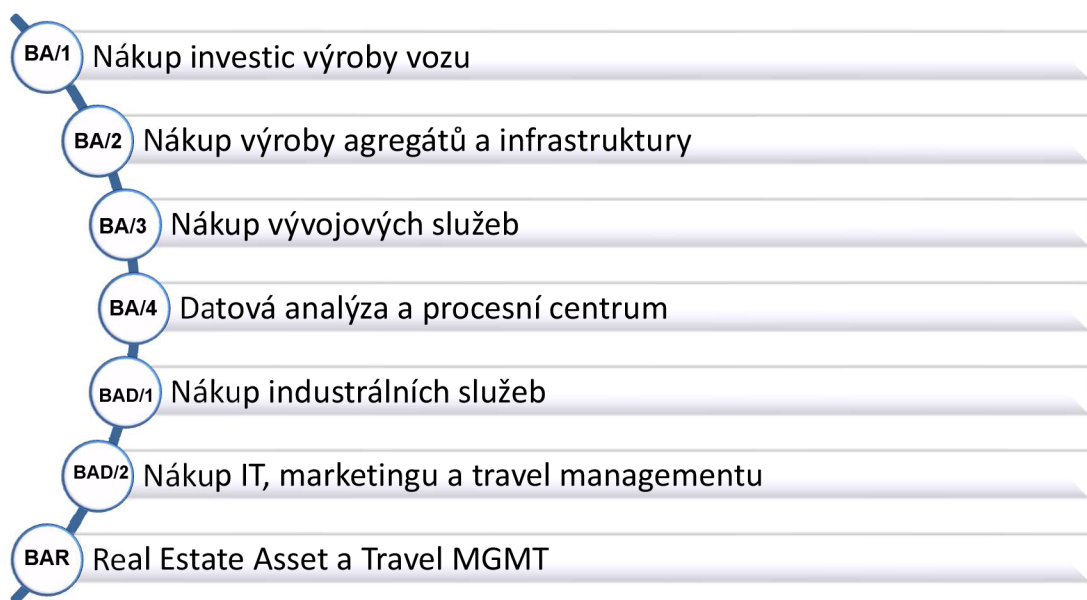 BA/1 Nákup investic výroby vozu
BA/2 Nákup výroby agregátů a infrastruktury
BA/3 Nákup vývojových služeb
BA/4 Datová analýza a procesní centrum
BAD/1 Nákup industrálních služeb
BAD/2 Nákup IT, marketingu a travel managementu
BAR Real Estate Asset a Travel MGMT